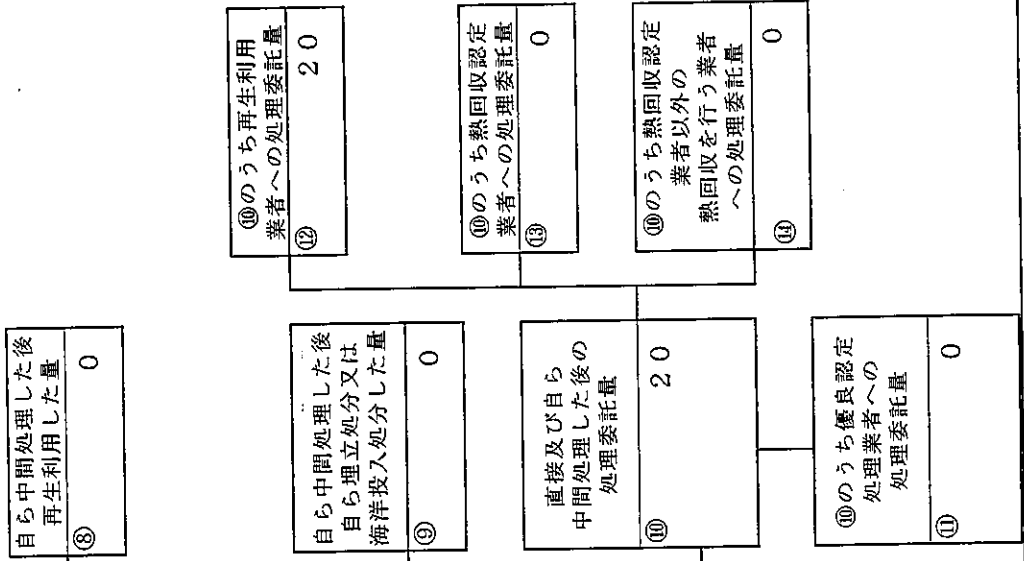 自ら中間処理した後
再生利用した量
⑧ 0
自ら中間処理した後
自ら埋立処分又は
海洋投入処分した量
⑨ 0
直接及び自ら
中間処理した後の
処理委託量
⑩ 20
⑩のうち優良認定
処理業者への
処理委託量
⑪ 0
⑩のうち再生利用
業者への処理委託量
⑫ 20
⑩のうち熱回収認定
業者への処理委託量
⑬ 0
⑩のうち熱回収認定
業者以外の
熱回収を行う業者
への処理委託量
⑭ 0